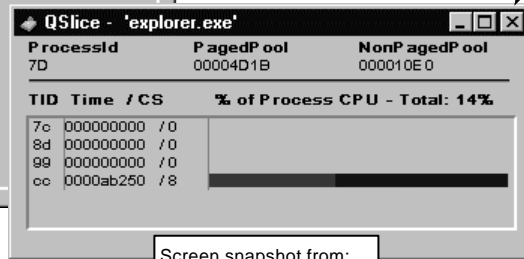 QSlice - 'explorer.exe'
ProcessId PagedPool NonPagedPool
7D 00004D1B 000010E0
TID Time / CS % of Process CPU - Total: 14%
7c 000000000 / 0
8d 000000000 / 0
99 000000000 / 0
cc 0000ab250 / 8
Screen snapshot from: